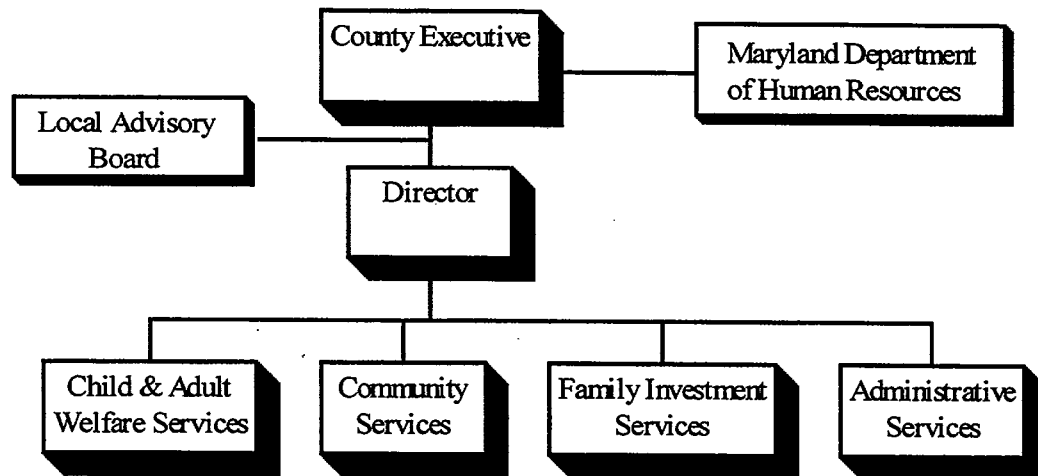 County Executive
Maryland Department
of Human Resources
Local Advisory
Board
Director
Child & Adult
Welfare Services
Community
Services
Family Investment
Services
Administrative
Services